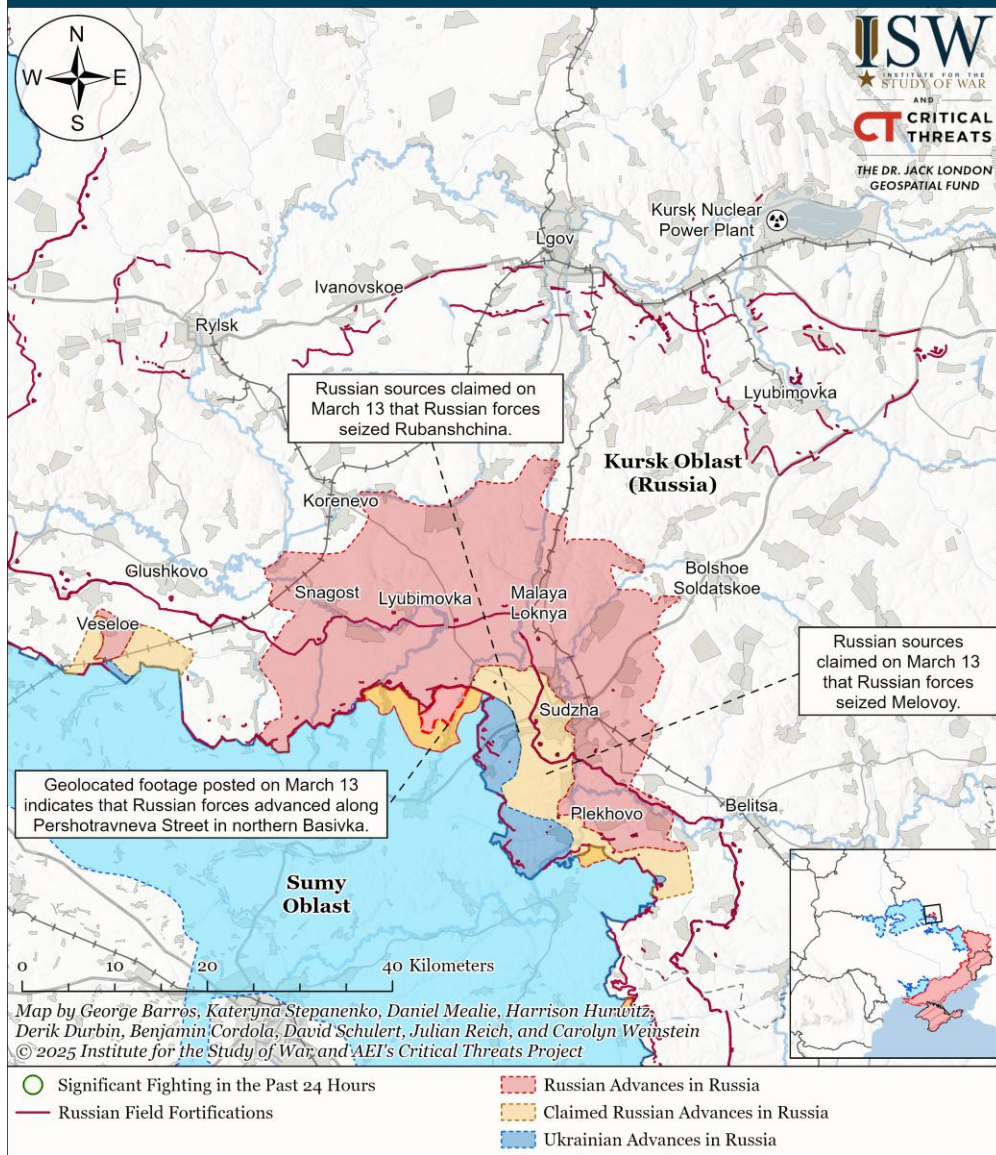 N
W
E
S
ISW
INSTITUTE FOR THE
STUDY OF WAR
AND
CT CRITICAL
THREATS
THE DR. JACK LONDON
GEOSPATIAL FUND
Kursk Nuclear
Power Plant
Lgov
Ivanovskoe
Rylsk
Russian sources claimed on
March 13 that Russian forces
seized Rubanshchina.
Lyubimovka
Kursk Oblast
(Russia)
Korenevo
Glushkovo
Snagost
Lyubimovka
Malaya
Loknya
Bolshoe
Soldatskoe
Veseloe
Russian sources
claimed on March 13
that Russian forces
seized Melovoy.
Sudzha
Geolocated footage posted on March 13
indicates that Russian forces advanced along
Pershotravneva Street in northern Basivka.
Plekhovo
Belitsa
Sumy
Oblast
0 10 20 40 Kilometers
Map by George Barros, Kateryna Stepanenko, Daniel Mealie, Harrison Hurwitz,
Derik Durbin, Benjamin Cordola, David Schulert, Julian Reich, and Carolyn Weinstein
© 2025 Institute for the Study of War and AEI's Critical Threats Project
Significant Fighting in the Past 24 Hours
Russian Field Fortifications
Russian Advances in Russia
Claimed Russian Advances in Russia
Ukrainian Advances in Russia